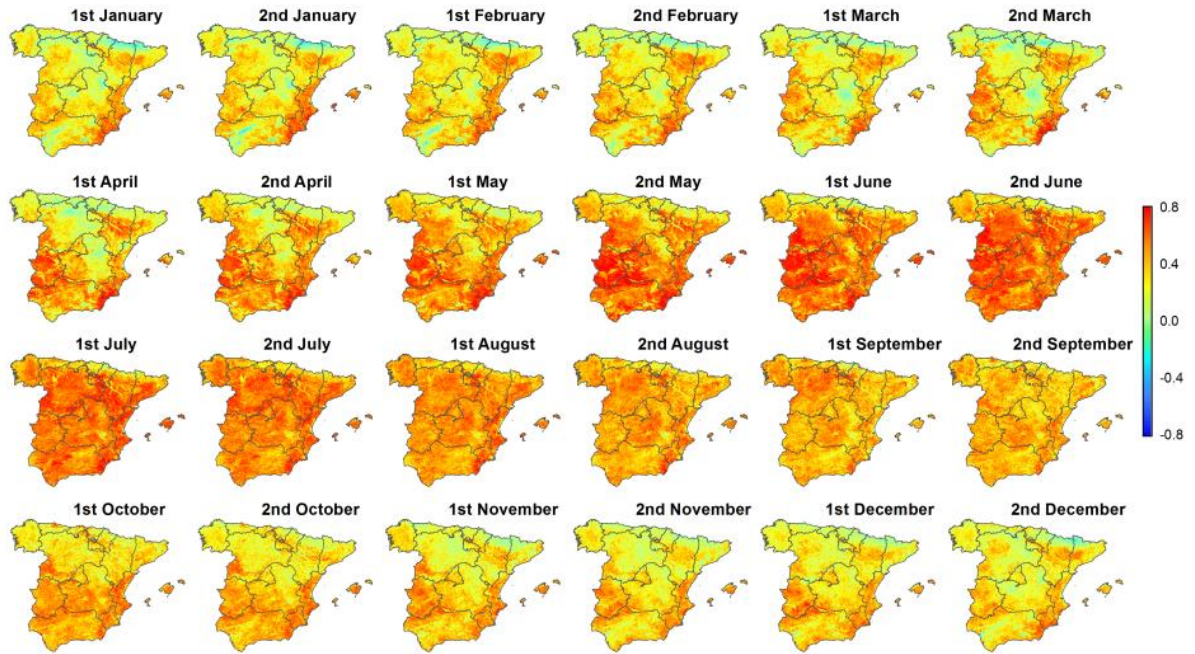 1st January 2nd January 1st February 2nd February 1st March 2nd March
1st April 2nd April 1st May 2nd May 1st June 2nd June
0.8
0.4
0.0
-0.4
-0.8
1st July 2nd July 1st August 2nd August 1st September 2nd September
1st October 2nd October 1st November 2nd November 1st December 2nd December